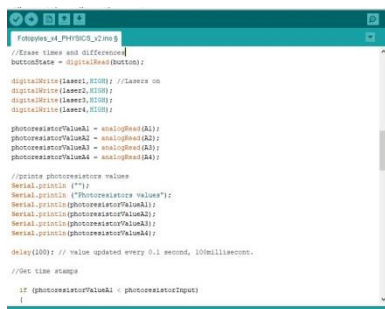 Fotopyles_x4_PHYSICS_v2.ino §
//Erase times and differences
buttonState = digitalRead(button);
digitalWrite(laser1,HIGH); //Lasers on
digitalWrite(laser2,HIGH);
digitalWrite(laser3,HIGH);
digitalWrite(laser4,HIGH);
photoresistorValueA1 = analogRead(A1);
photoresistorValueA2 = analogRead(A2);
photoresistorValueA3 = analogRead(A3);
photoresistorValueA4 = analogRead(A4);
//prints photoresistors values
Serial.println ("");
Serial.println ("Photoresistors values");
Serial.println(photoresistorValueA1);
Serial.println(photoresistorValueA2);
Serial.println(photoresistorValueA3);
Serial.println(photoresistorValueA4);
delay(100); // value updated every 0.1 second, 100millisecont.
//Get time stamps
if (photoresistorValueA1 < photoresistorInput)
{